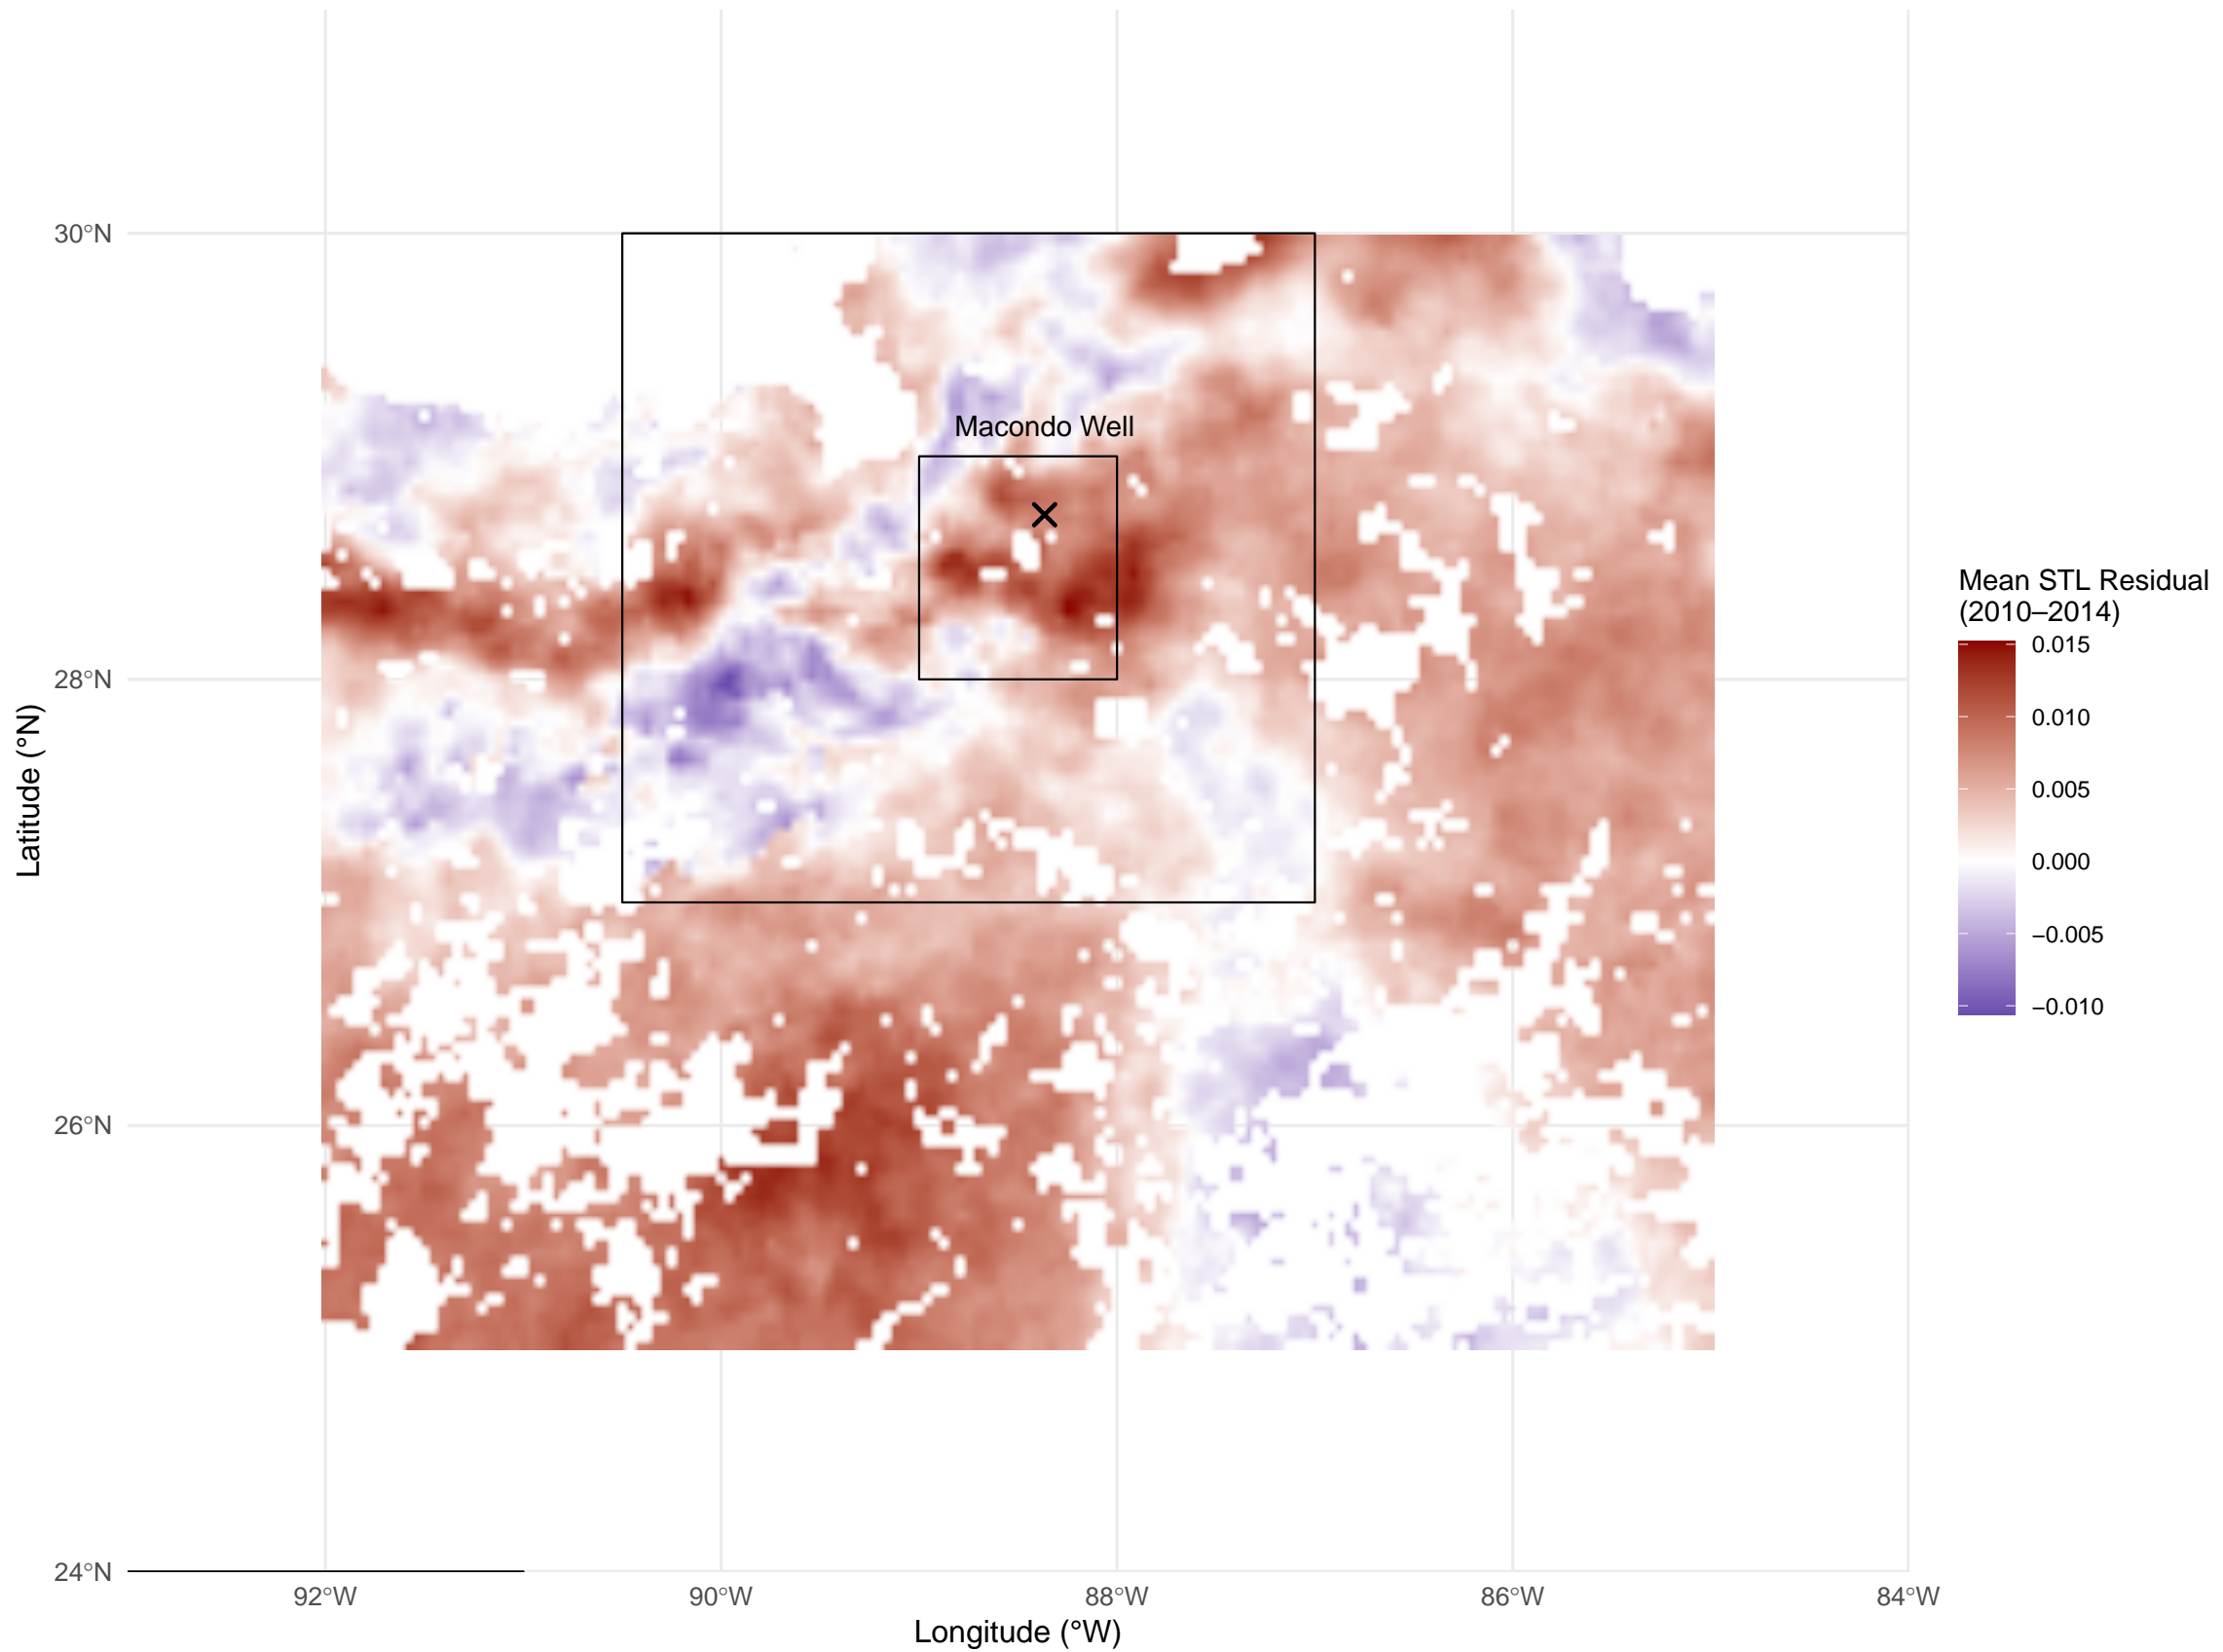 30°N
Macondo Well
Mean STL Residual
(2010–2014)
0.015
28°N
0.010
Latitude (°N)
0.005
0.000
−0.005
−0.010
26°N
24°N
92°W 90°W 88°W 86°W 84°W
Longitude (°W)